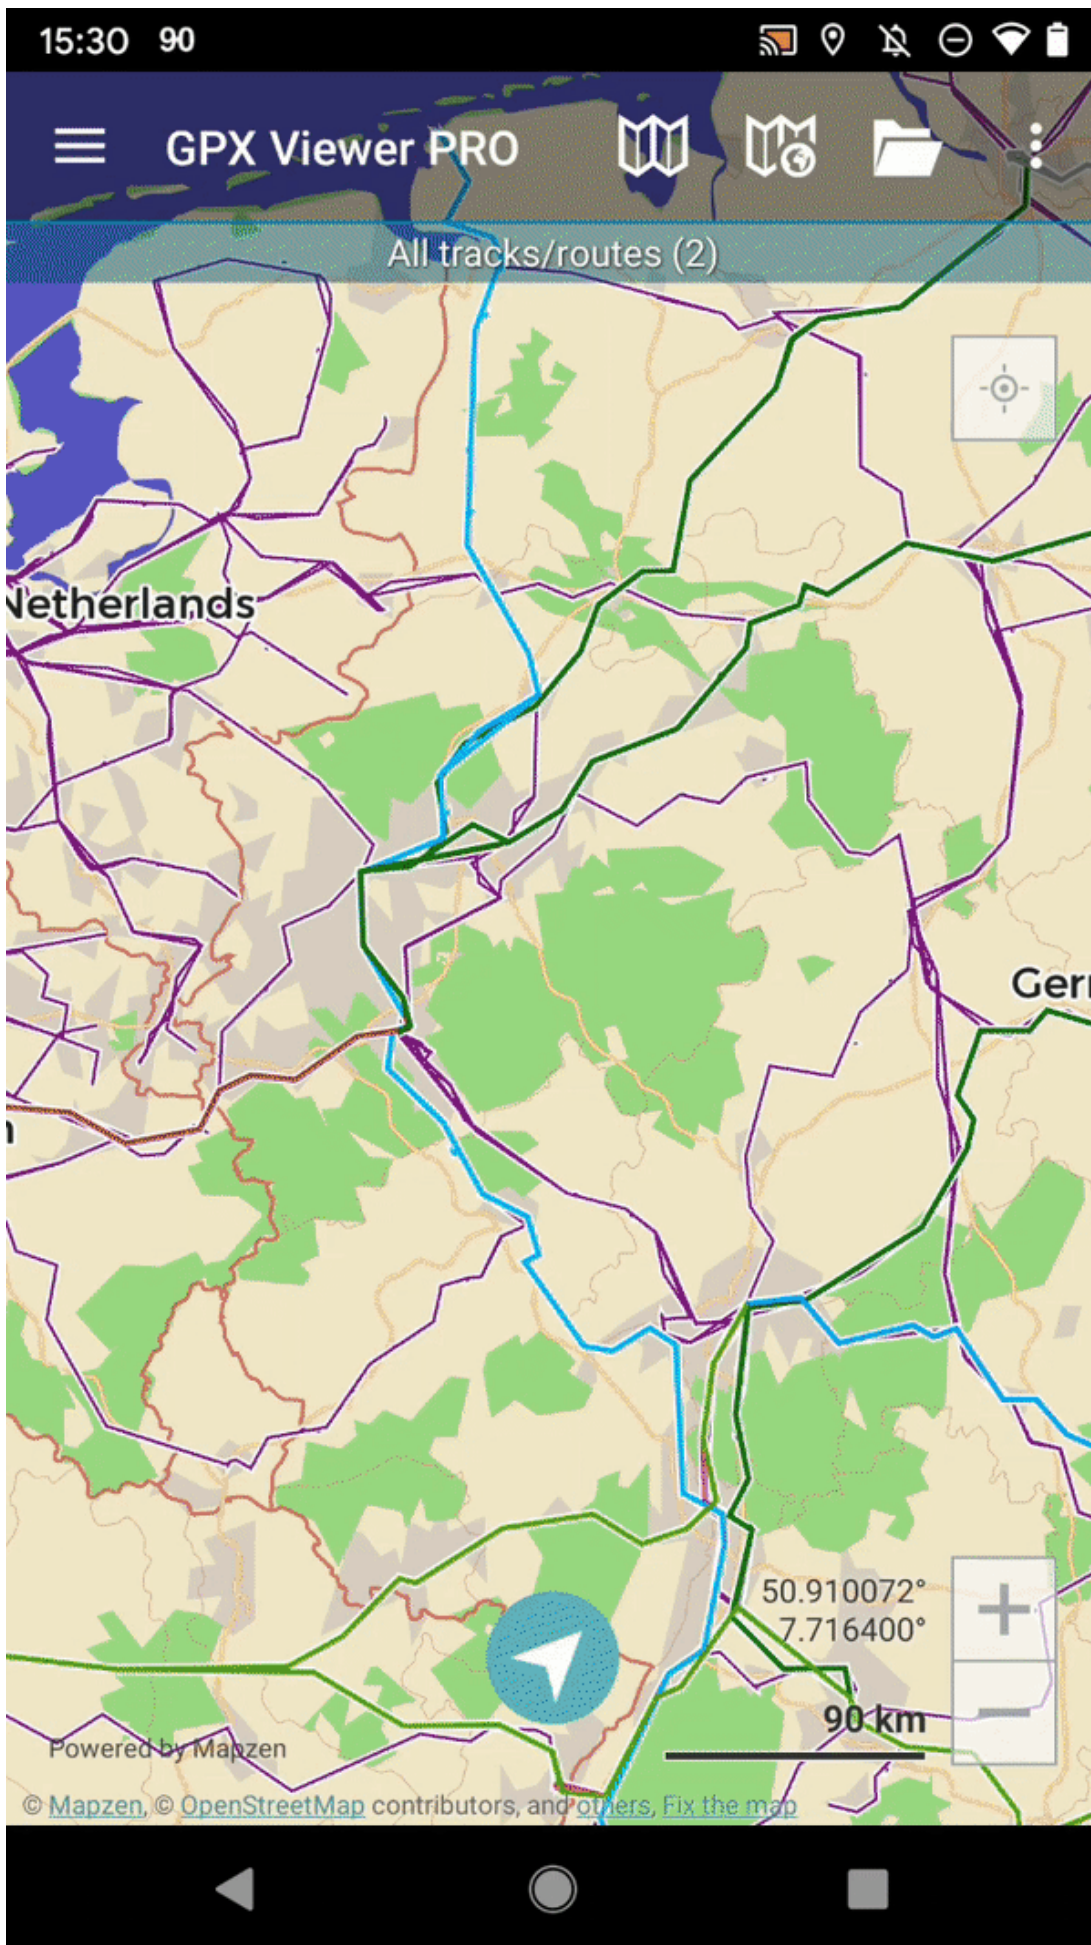 15:30 90
GPX Viewer PRO
All tracks/routes (2)
Netherlands
Ger
50.910072°
7.716400°
90 km
Powered by Mapzen
© Mapzen, © OpenStreetMap contributors, and others, Fix the map